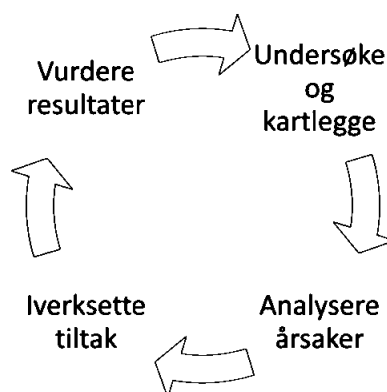 Vurdere
resultater
Undersøke
og
kartlegge
Iverksette
tiltak
Analysere
årsaker